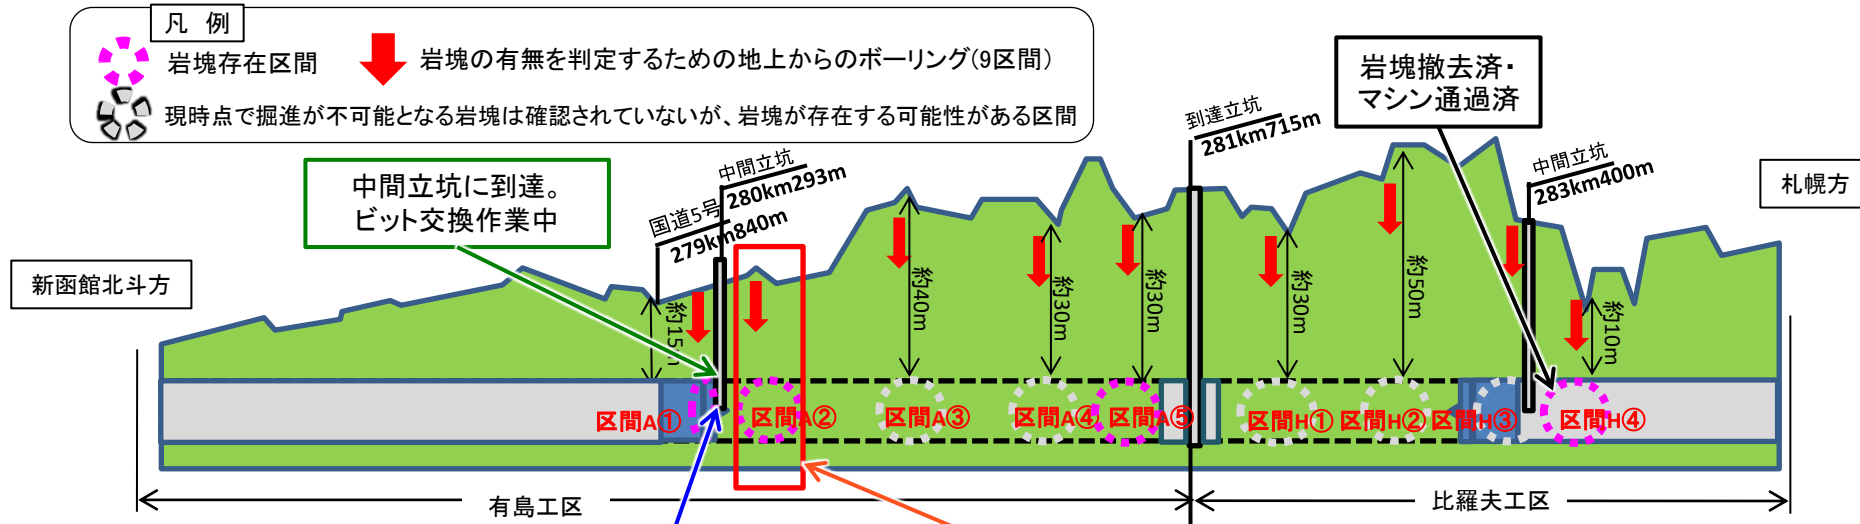 凡 例
岩塊存在区間
岩塊の有無を判定するための地上からのボーリング(9区間)
現時点で掘進が不可能となる岩塊は確認されていないが、岩塊が存在する可能性がある区間
岩塊撤去済・
マシン通過済
到達立坑
281km715m
中間立坑
280km293m
中間立坑
283km400m
札幌方
中間立坑に到達。
ビット交換作業中
国道5号
279km840m
新函館北斗方
約15m
約40m
約30m
約30m
約30m
約50m
約10m
区間A①
区間A②
区間A③
区間A④
区間A⑤
区間H①
区間H②
区間H③
区間H④
有島工区
比羅夫工区